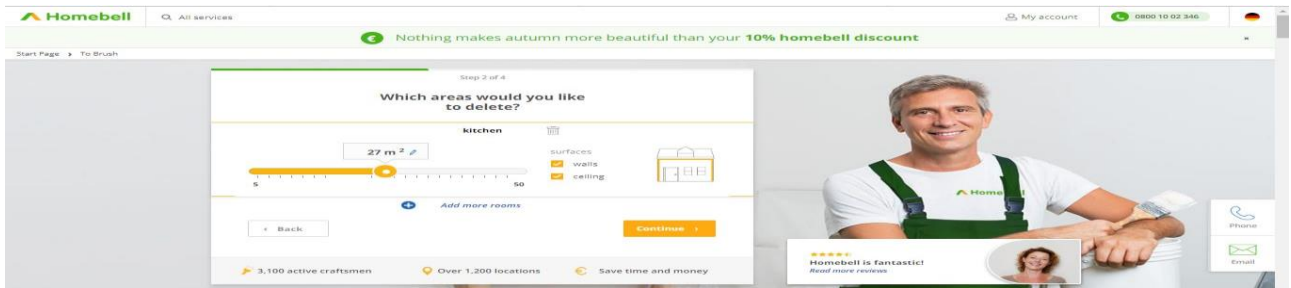 Homebell
All services
My account
0800 10 02 346
Nothing makes autumn more beautiful than your 10% homebell discount
Start Page > To Brush
Step 2 of 4
Which areas would you like
to delete?
kitchen
27 m²
surfaces
walls
ceiling
5
50
Add more rooms
‹ Back
Continue ›
3,100 active craftsmen
Over 1,200 locations
Save time and money
Homebell is fantastic!
Read more reviews
Phone
Email